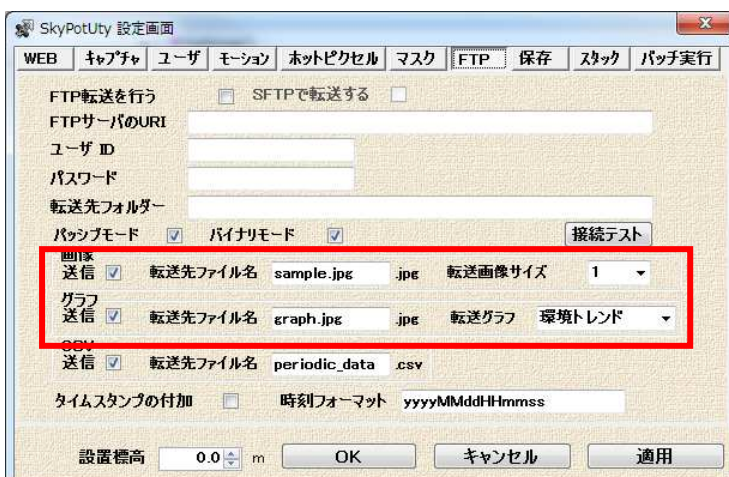 SkyPotUty 設定画面
WEB ｷｬﾌﾟﾁｬ ユーザ ﾓｰｼｮﾝ ホットピクセル マスク FTP 保存 ｽﾀｯｸ バッチ実行
FTP転送を行う SFTPで転送する
FTPサーバのURI
ユーザ ID
パスワード
転送先フォルダー
パッシブモード バイナリモード 接続テスト
画像
送信 転送先ファイル名 sample.jpg .jpg 転送画像サイズ 1
グラフ
送信 転送先ファイル名 graph.jpg .jpg 転送グラフ 環境トレンド
CSV
送信 転送先ファイル名 periodic_data .csv
タイムスタンプの付加 時刻フォーマット yyyyMMddHHmmss
設置標高 0.0 m OK キャンセル 適用